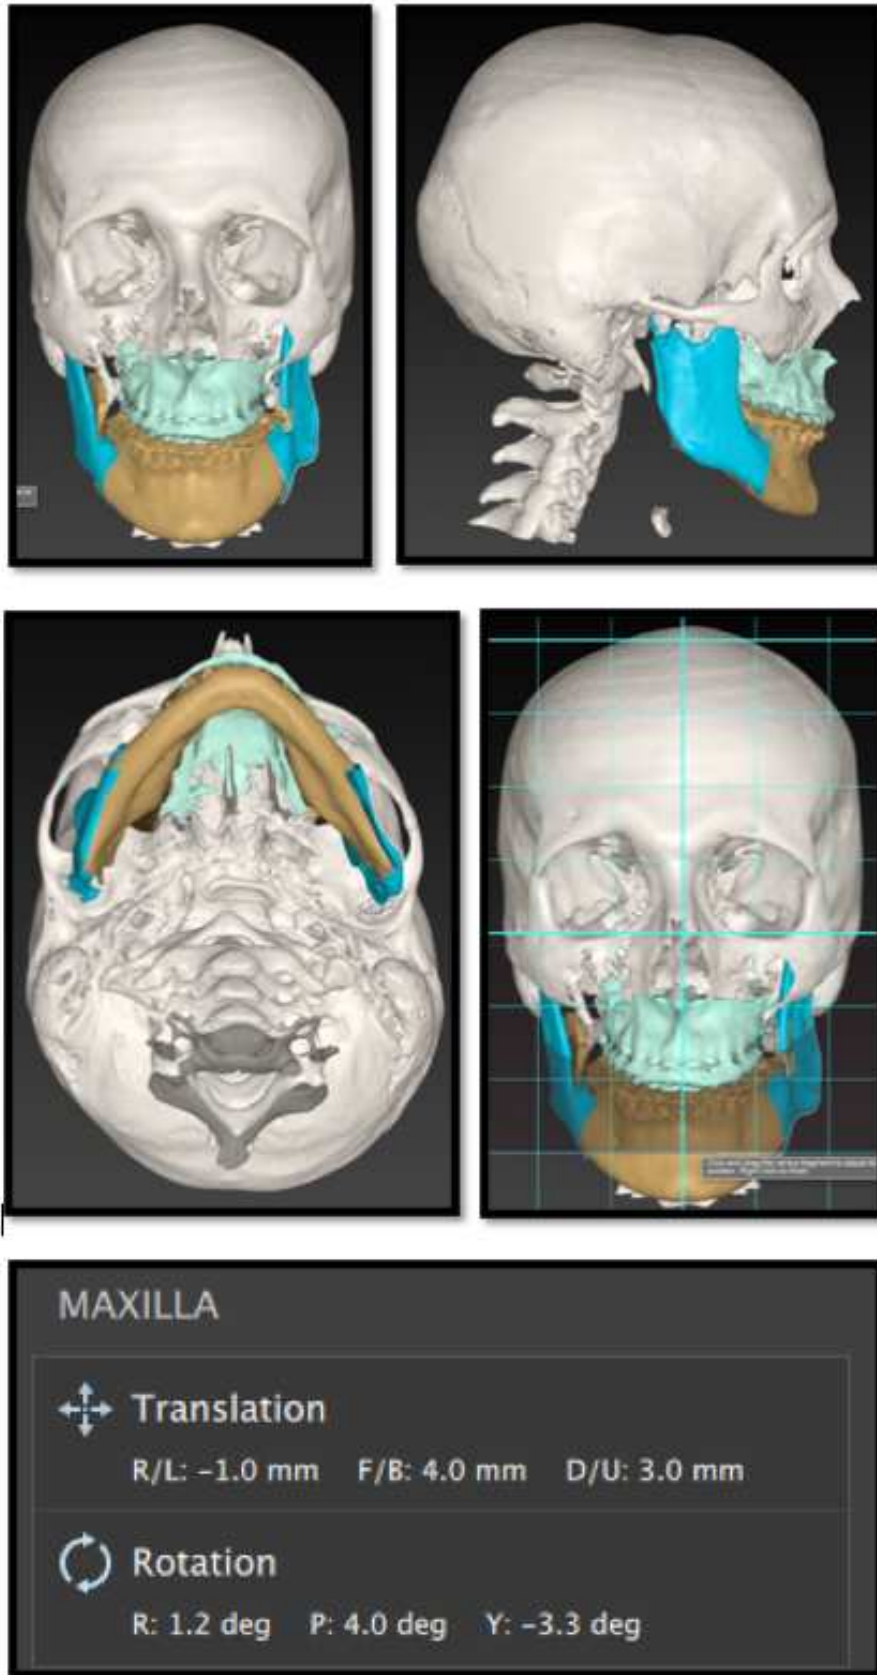 MAXILLA
Translation
R/L: -1.0 mm F/B: 4.0 mm D/U: 3.0 mm
Rotation
R: 1.2 deg P: 4.0 deg Y: -3.3 deg